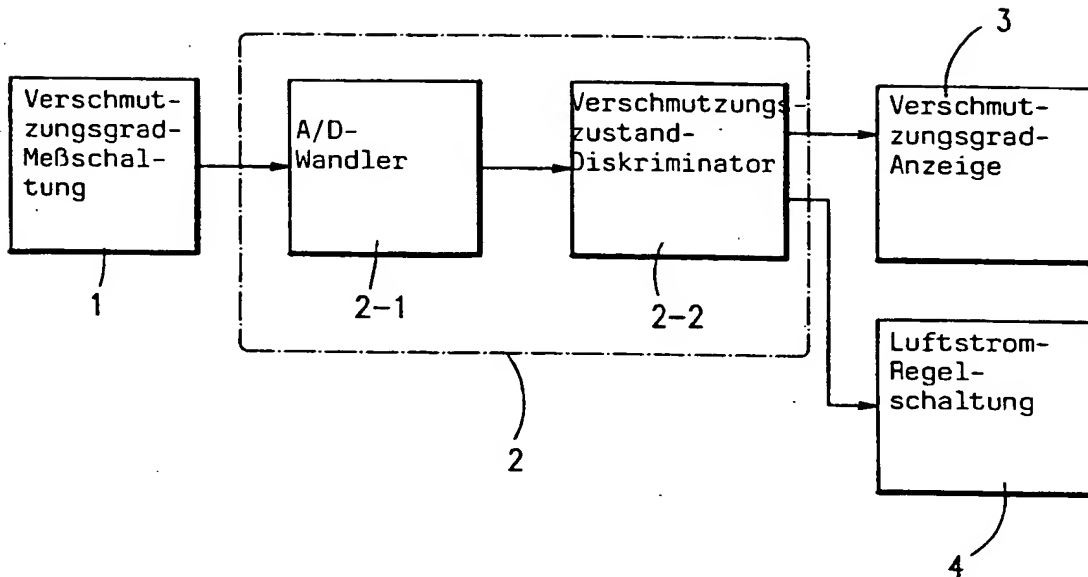 3
Verschmut-
zungsgrad-
Meßschal-
tung
1
A/D-
Wandler
2-1
Verschmutzungs-
zustand-
Diskriminator
2-2
2
Verschmut-
zungsgrad-
Anzeige
Luftstrom-
Regel-
schaltung
4